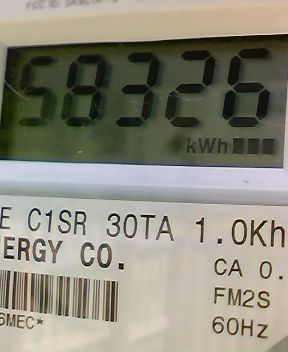 58326
kWh
E C1SR 30TA 1.0Kh
ERGY CO.
CA 0.
FM2S
6MEC*
60Hz